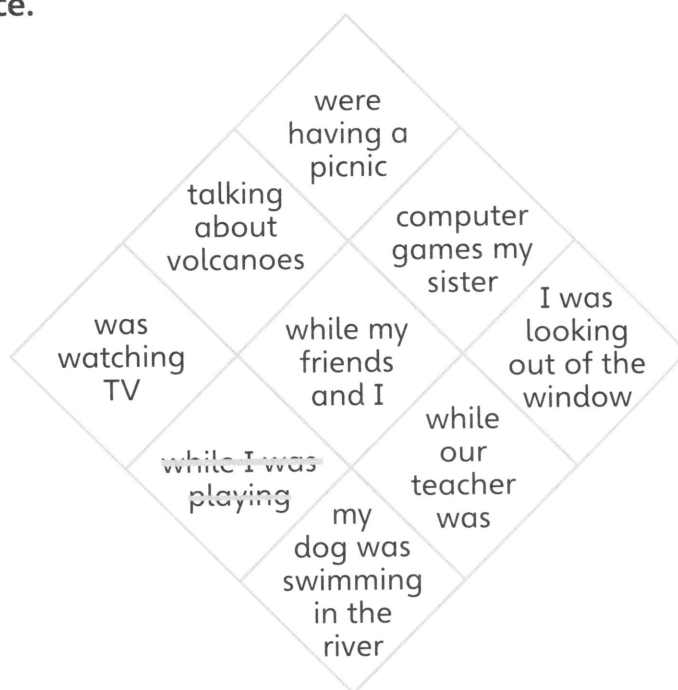 ce.
were
having a
picnic
talking
about
volcanoes
computer
games my
sister
I was
looking
out of the
window
was
watching
TV
while my
friends
and I
while
our
teacher
was
while I was
playing
my
dog was
swimming
in the
river